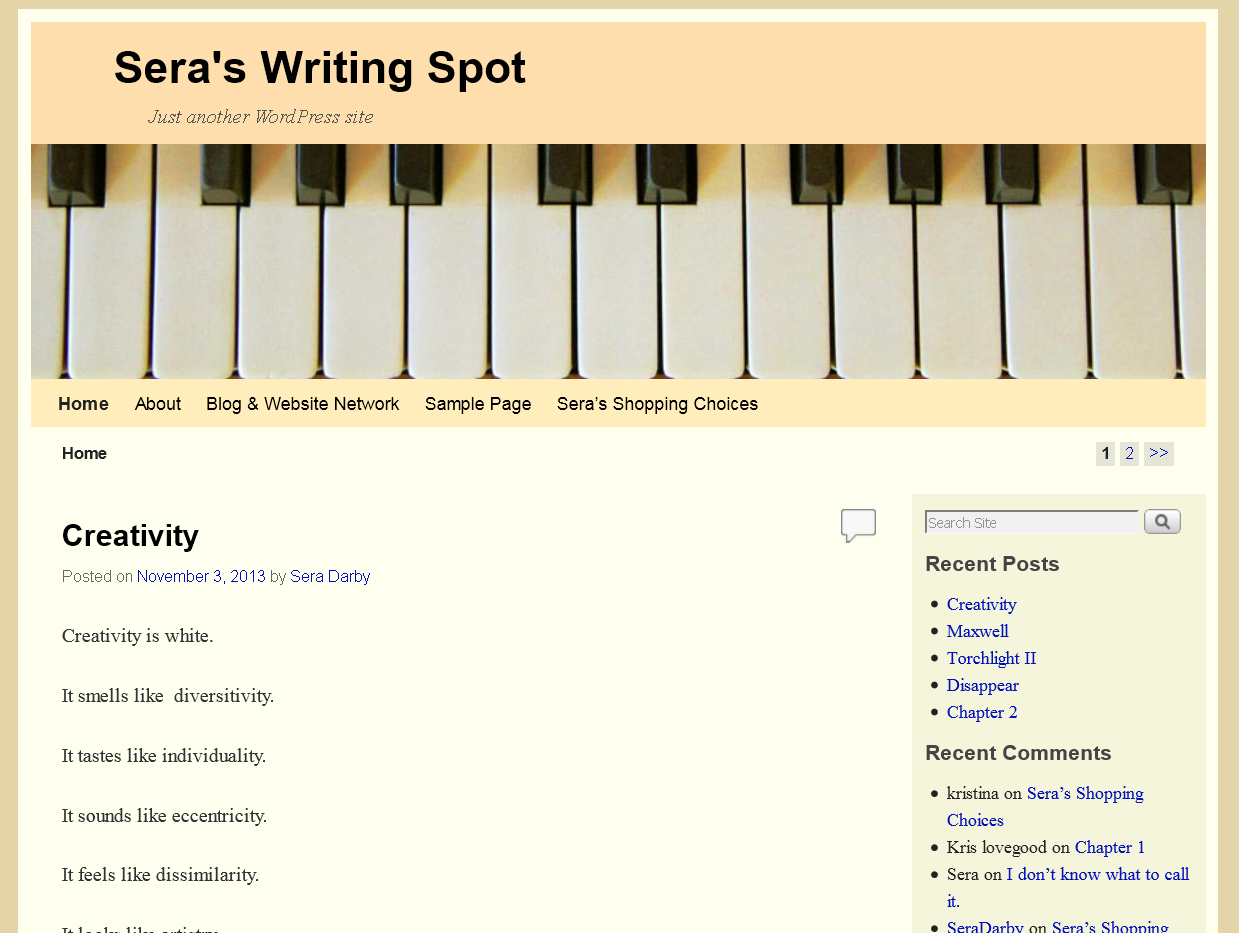 Sera's Writing Spot
Just another WordPress site
Home About Blog & Website Network Sample Page Sera’s Shopping Choices
Home
1 2 >>
Creativity
Posted on November 3, 2013 by Sera Darby
Creativity is white.
It smells like  diversitivity.
It tastes like individuality.
It sounds like eccentricity.
It feels like dissimilarity.
It looks like artistry.
Search Site
Recent Posts
Creativity
Maxwell
Torchlight II
Disappear
Chapter 2
Recent Comments
kristina on Sera’s Shopping
Choices
Kris lovegood on Chapter 1
Sera on I don’t know what to call
it.
SeraDarby on Sera’s Shopping